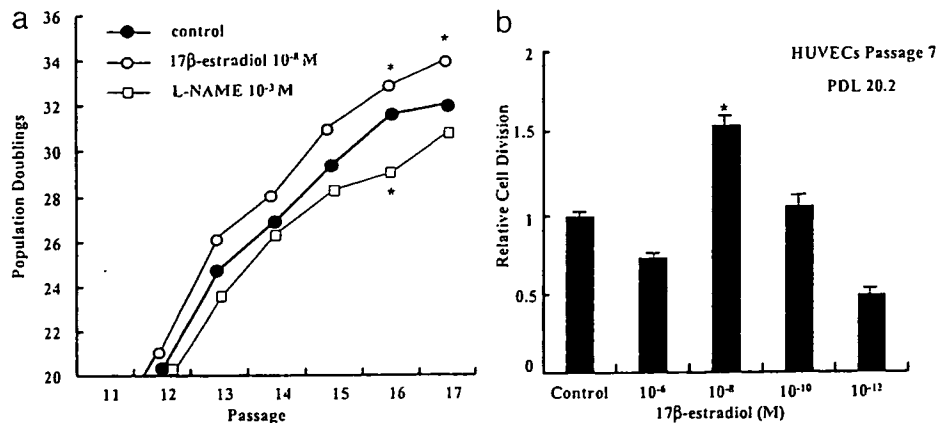 a
control
17β-estradiol 10⁻⁸ M
L-NAME 10⁻³ M
Population Doublings
36
34
32
30
28
26
24
22
20
*
*
*
11 12 13 14 15 16 17
Passage
b
HUVECs Passage 7
PDL 20.2
Relative Cell Division
2
1.5
1
0.5
0
*
Control 10⁻⁶ 10⁻⁸ 10⁻¹⁰ 10⁻¹²
17β-estradiol (M)